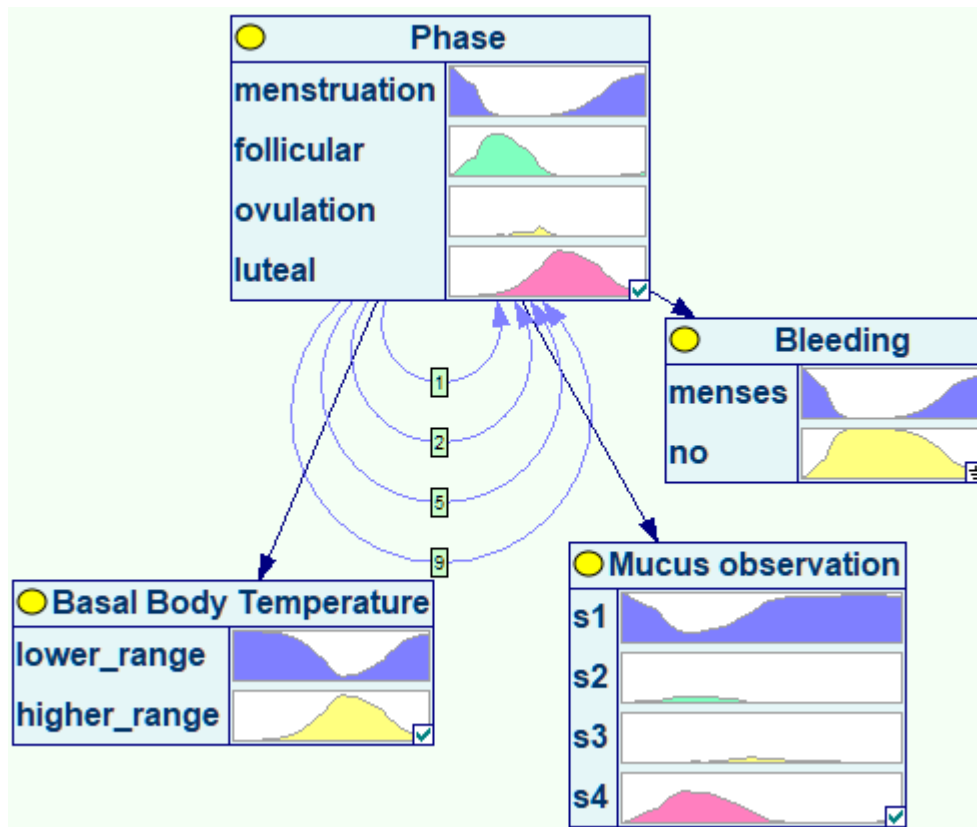 Phase
menstruation
follicular
ovulation
luteal
1
2
5
9
Bleeding
menses
no
Basal Body Temperature
lower_range
higher_range
Mucus observation
s1
s2
s3
s4